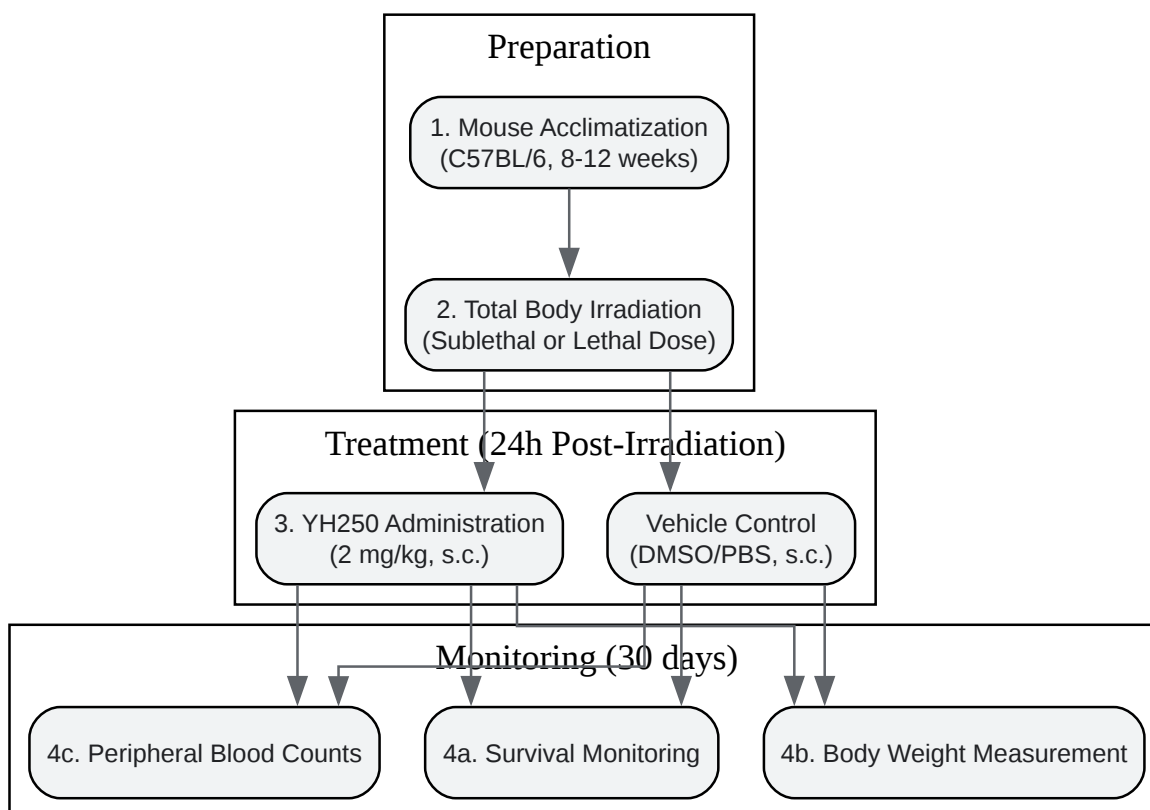 Preparation
1. Mouse Acclimatization
(C57BL/6, 8-12 weeks)
2. Total Body Irradiation
(Sublethal or Lethal Dose)
Treatment (24h Post-Irradiation)
3. YH250 Administration
(2 mg/kg, s.c.)
Vehicle Control
(DMSO/PBS, s.c.)
Monitoring (30 days)
4c. Peripheral Blood Counts
4a. Survival Monitoring
4b. Body Weight Measurement